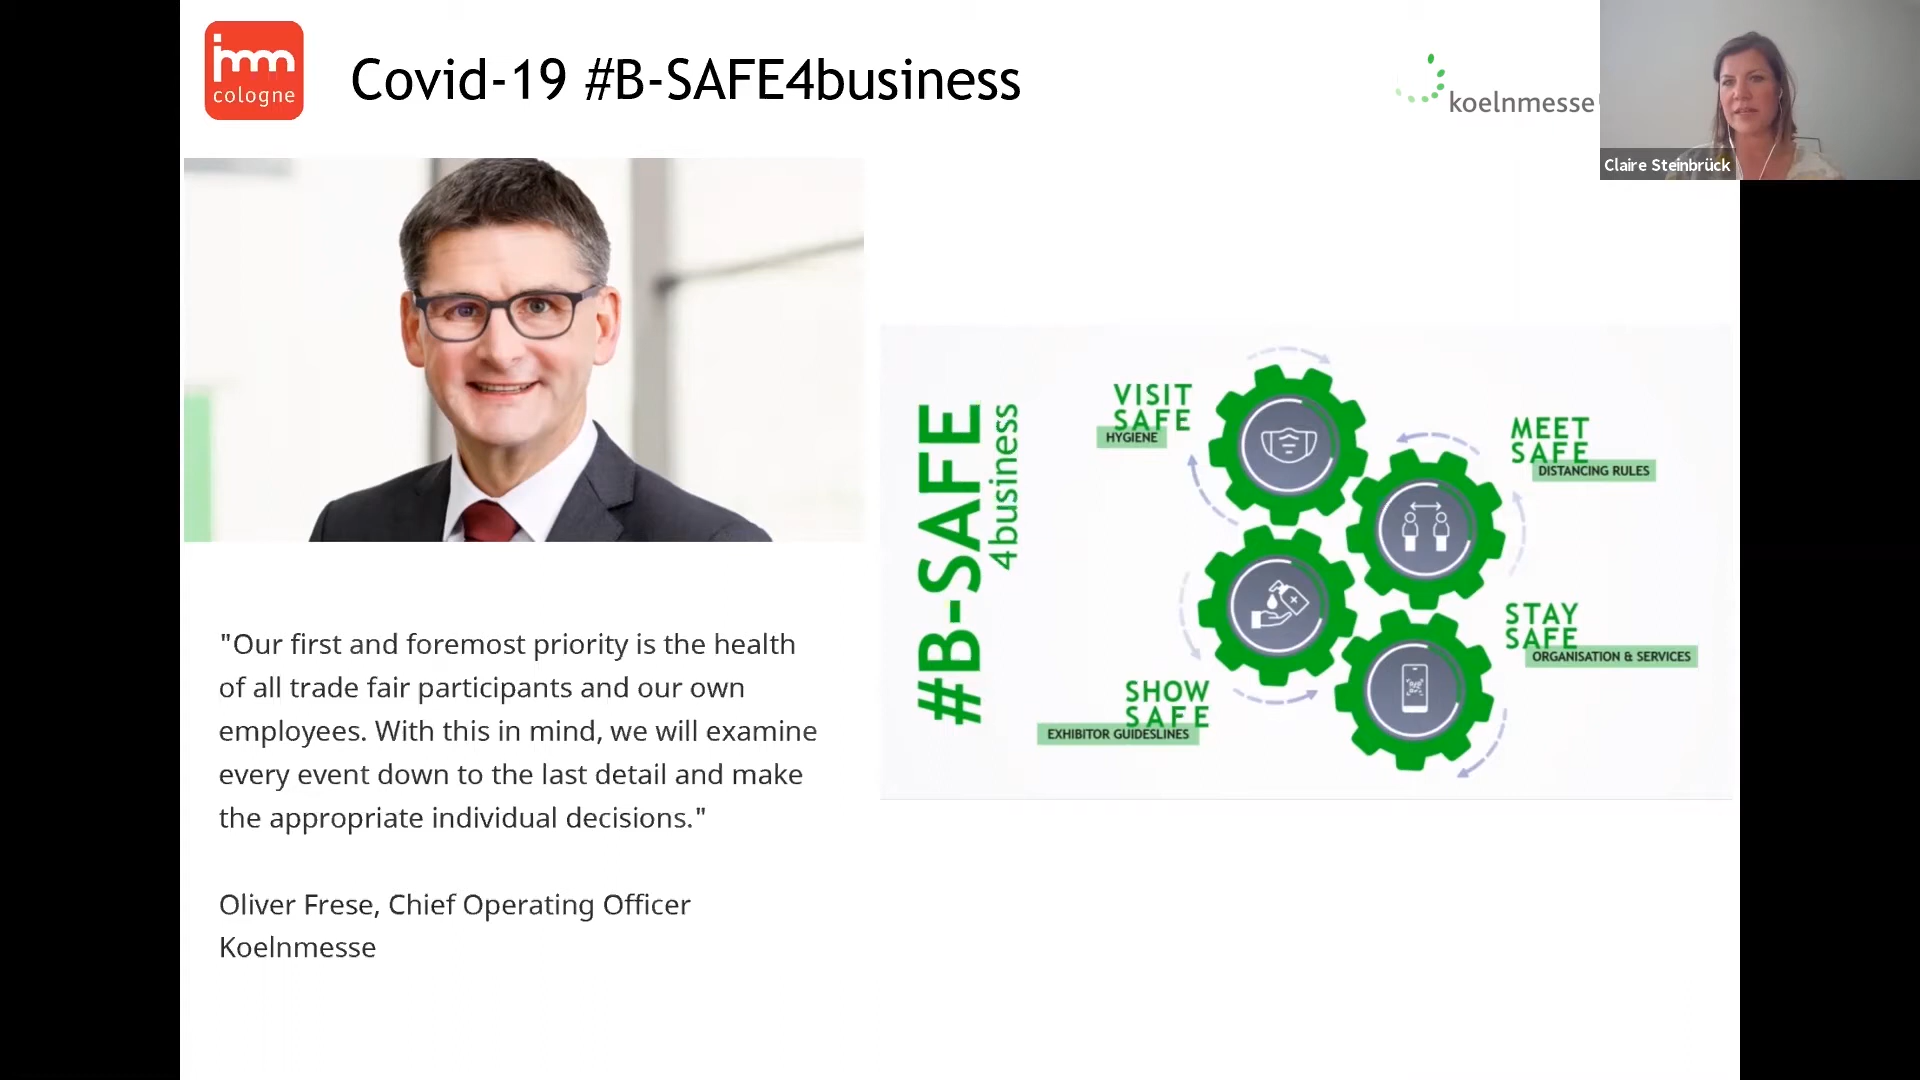 imm
cologne
Covid-19 #B-SAFE4business
koelnmesse
Claire Steinbrück
"Our first and foremost priority is the health
of all trade fair participants and our own
employees. With this in mind, we will examine
every event down to the last detail and make
the appropriate individual decisions."
Oliver Frese, Chief Operating Officer
Koelnmesse
#B-SAFE
4business
VISIT
SAFE
HYGIENE
MEET
SAFE
DISTANCING RULES
STAY
SAFE
ORGANISATION & SERVICES
SHOW
SAFE
EXHIBITOR GUIDESLINES